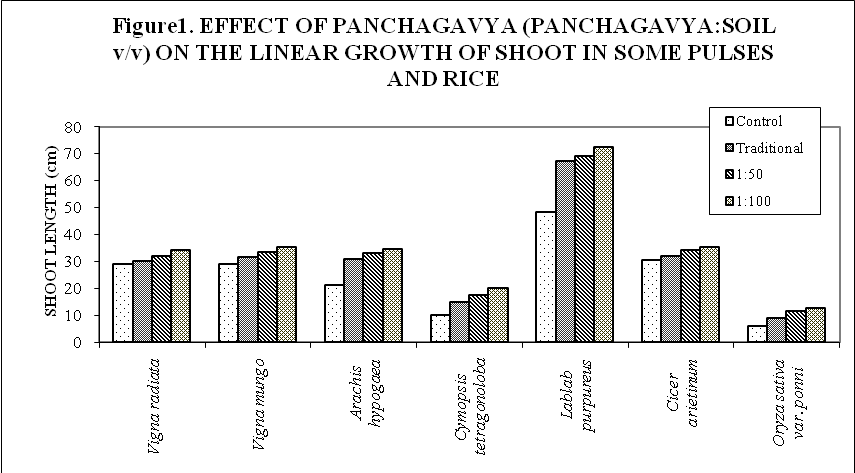 Figure1. EFFECT OF PANCHAGAVYA (PANCHAGAVYA:SOIL
v/v) ON THE LINEAR GROWTH OF SHOOT IN SOME PULSES
AND RICE
Control
Traditional
1:50
1:100
SHOOT LENGTH (cm)
80
70
60
50
40
30
20
10
0
Vigna radiata
Vigna mungo
Arachis
hypogaea
Cymopsis
tetragonoloba
Lablab
purpureus
Cicer
arietinum
Oryza sativa
var. ponni